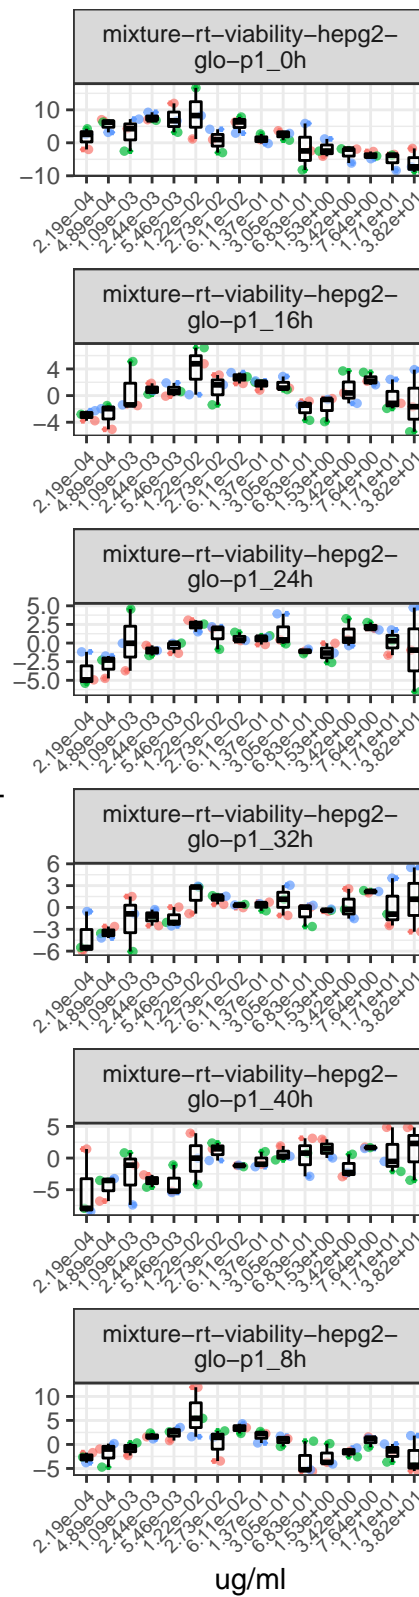 mixture−rt−viability−hepg2−
glo−p1_0h
10
0
−10
2.19e−04 4.89e−04 1.09e−03 2.44e−03 5.46e−03 1.22e−02 2.73e−02 6.11e−02 1.37e−01 3.05e−01 6.83e−01 1.53e+00 3.42e+00 7.64e+00 1.71e+01 3.82e+01
mixture−rt−viability−hepg2−
glo−p1_16h
4
0
−4
2.19e−04 4.89e−04 1.09e−03 2.44e−03 5.46e−03 1.22e−02 2.73e−02 6.11e−02 1.37e−01 3.05e−01 6.83e−01 1.53e+00 3.42e+00 7.64e+00 1.71e+01 3.82e+01
mixture−rt−viability−hepg2−
glo−p1_24h
5.0
2.5
0.0
−2.5
−5.0
2.19e−04 4.89e−04 1.09e−03 2.44e−03 5.46e−03 1.22e−02 2.73e−02 6.11e−02 1.37e−01 3.05e−01 6.83e−01 1.53e+00 3.42e+00 7.64e+00 1.71e+01 3.82e+01
mixture−rt−viability−hepg2−
glo−p1_32h
6
3
0
−3
−6
2.19e−04 4.89e−04 1.09e−03 2.44e−03 5.46e−03 1.22e−02 2.73e−02 6.11e−02 1.37e−01 3.05e−01 6.83e−01 1.53e+00 3.42e+00 7.64e+00 1.71e+01 3.82e+01
mixture−rt−viability−hepg2−
glo−p1_40h
5
0
−5
2.19e−04 4.89e−04 1.09e−03 2.44e−03 5.46e−03 1.22e−02 2.73e−02 6.11e−02 1.37e−01 3.05e−01 6.83e−01 1.53e+00 3.42e+00 7.64e+00 1.71e+01 3.82e+01
mixture−rt−viability−hepg2−
glo−p1_8h
10
5
0
−5
2.19e−04 4.89e−04 1.09e−03 2.44e−03 5.46e−03 1.22e−02 2.73e−02 6.11e−02 1.37e−01 3.05e−01 6.83e−01 1.53e+00 3.42e+00 7.64e+00 1.71e+01 3.82e+01
ug/ml